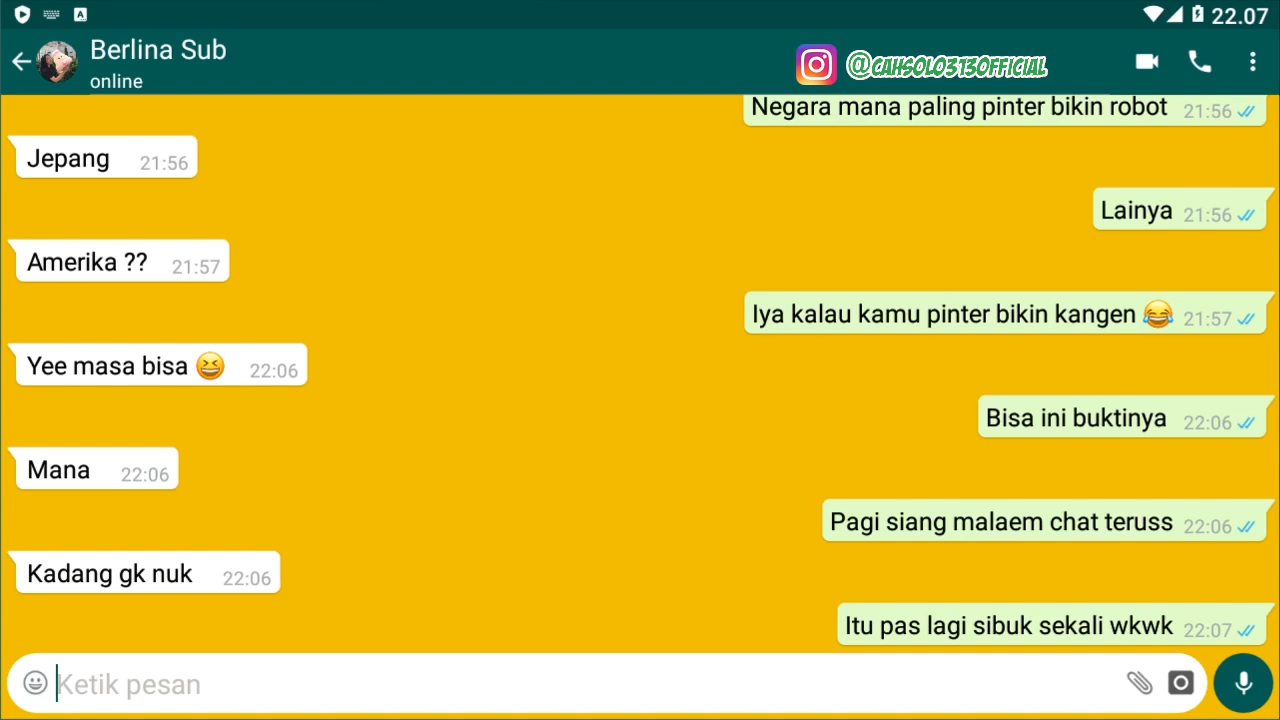 22.07
Berlina Sub
online
@CAHSOLO313OFFICIAL
Negara mana paling pinter bikin robot 21:56
Jepang 21:56
Lainya 21:56
Amerika ?? 21:57
Iya kalau kamu pinter bikin kangen 😂 21:57
Yee masa bisa 😆 22:06
Bisa ini buktinya 22:06
Mana 22:06
Pagi siang malaem chat teruss 22:06
Kadang gk nuk 22:06
Itu pas lagi sibuk sekali wkwk 22:07
Ketik pesan